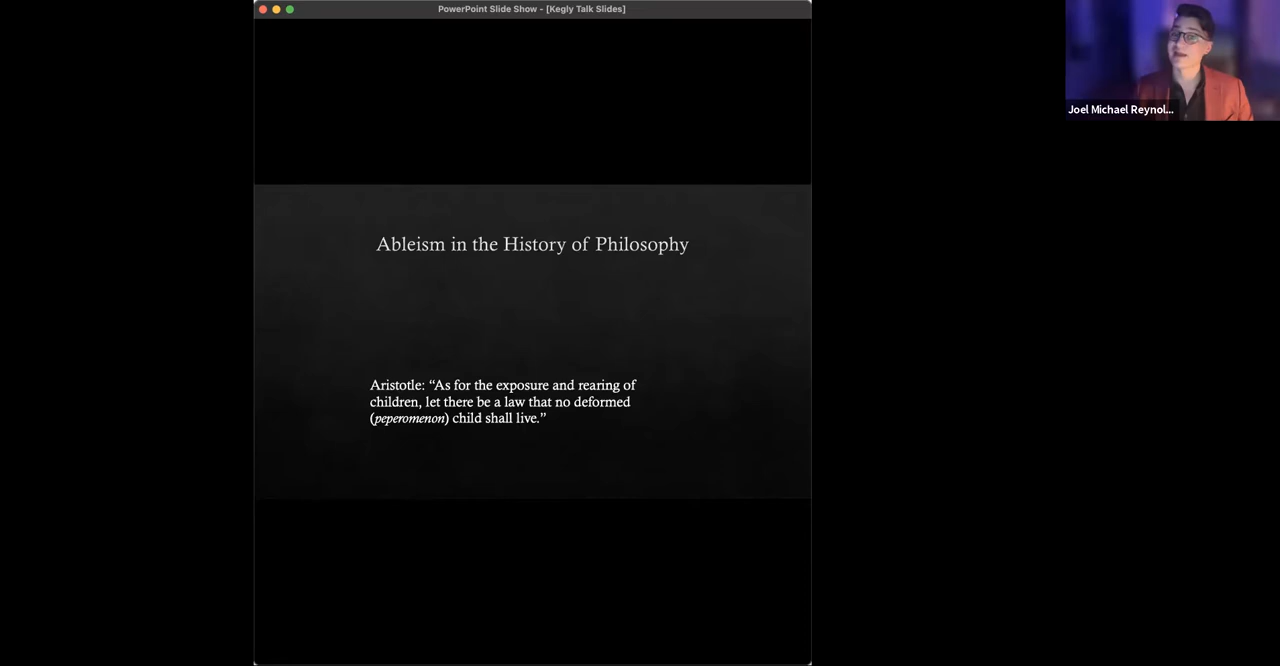 PowerPoint Slide Show - [Kegly Talk Slides]
Joel Michael Reynol...
Ableism in the History of Philosophy
Aristotle: “As for the exposure and rearing of
children, let there be a law that no deformed
(peperomenon) child shall live.”